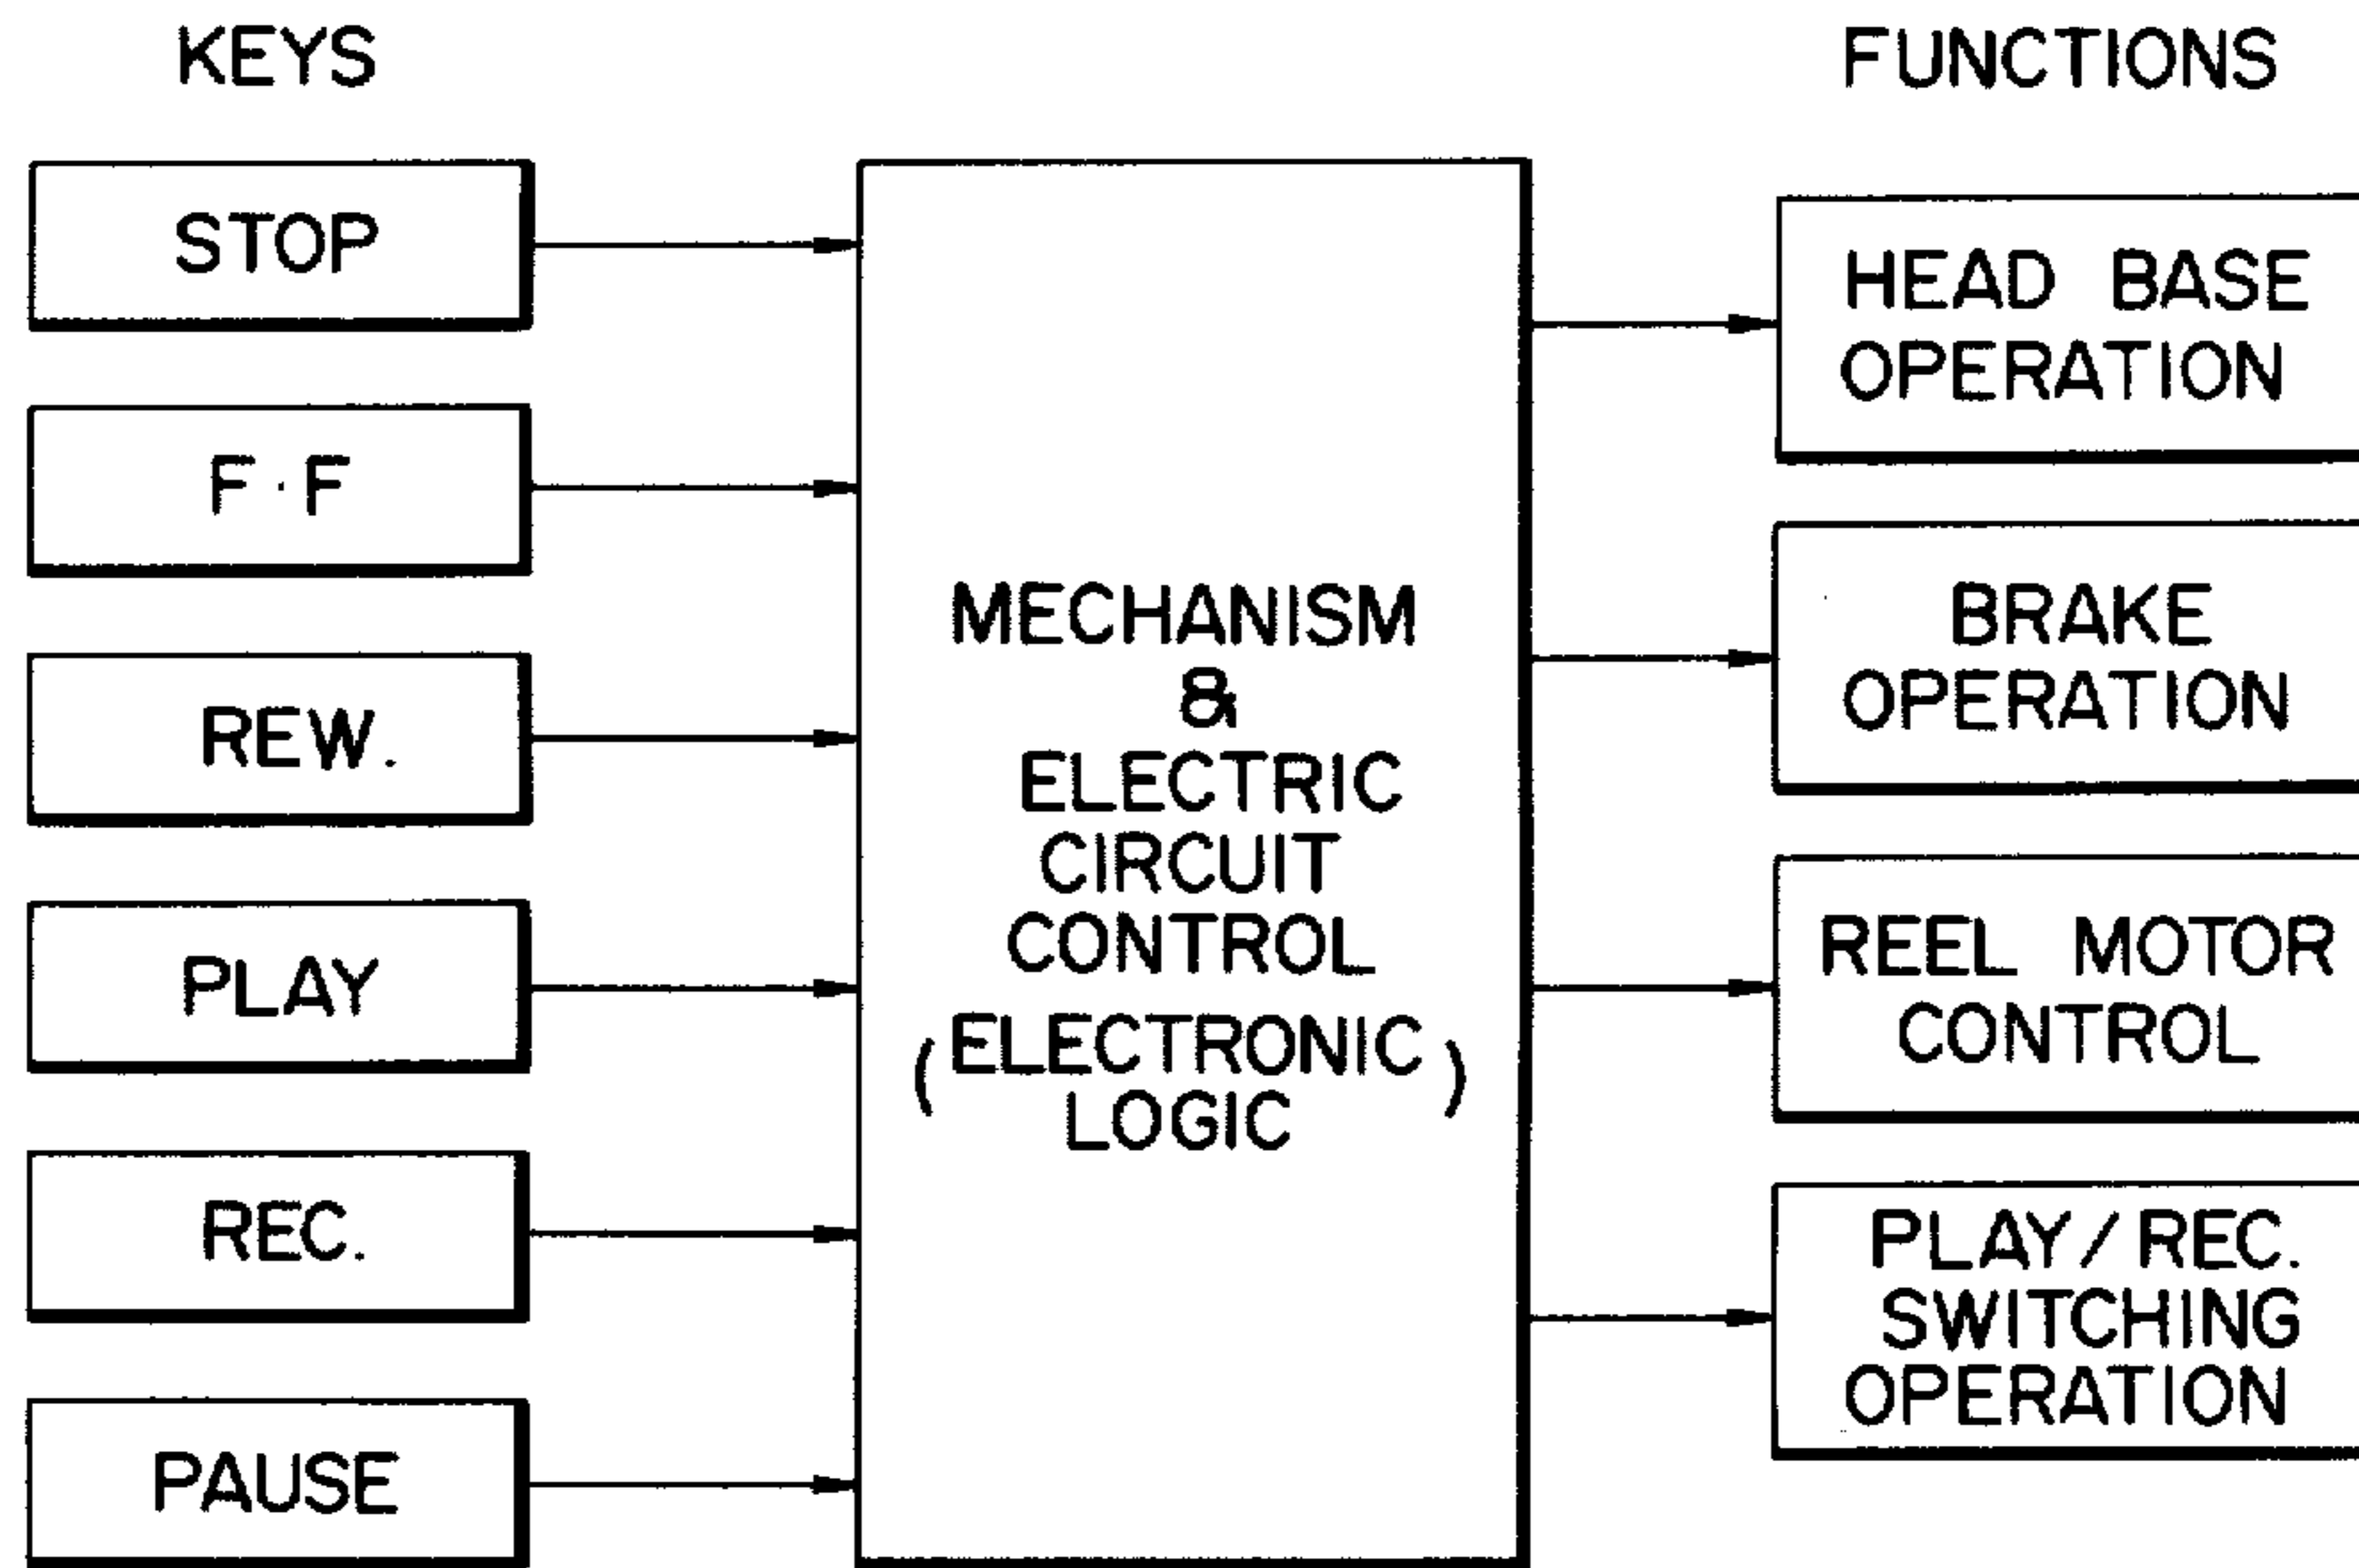 KEYS
FUNCTIONS
STOP
F·F
REW.
PLAY
REC.
PAUSE
MECHANISM
&
ELECTRIC
CIRCUIT
CONTROL
(ELECTRONIC
LOGIC)
HEAD BASE
OPERATION
BRAKE
OPERATION
REEL MOTOR
CONTROL
PLAY/REC.
SWITCHING
OPERATION